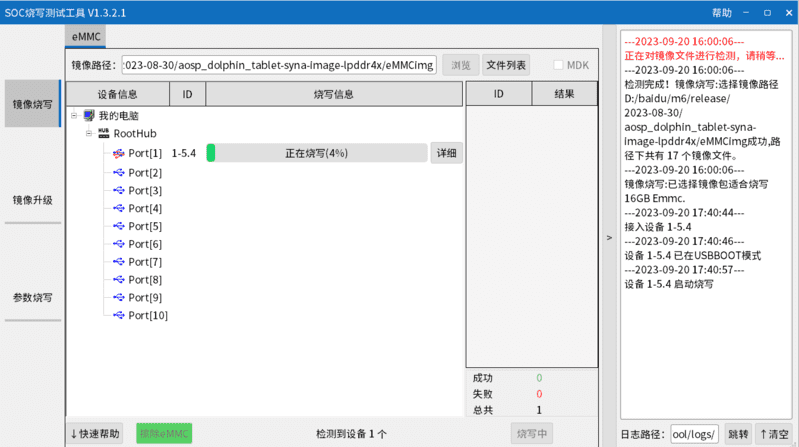 SOC烧写测试工具 V1.3.2.1
帮助
eMMC
镜像路径:
:023-08-30/aosp_dolphin_tablet-syna-image-lpddr4x/eMMCimg
浏览
文件列表
MDK
镜像烧写
镜像升级
参数烧写
设备信息 ID 烧写信息
我的电脑
RootHub
Port[1] 1-5.4 正在烧写(4%) 详细
Port[2]
Port[3]
Port[4]
Port[5]
Port[6]
Port[7]
Port[8]
Port[9]
Port[10]
ID 结果
成功 0
失败 0
总共 1
↓快速帮助
擦除eMMC
检测到设备 1 个
烧写中
>
---2023-09-20 16:00:06---
正在对镜像文件进行检测，请稍等...
---2023-09-20 16:00:06---
检测完成！镜像烧写:选择镜像路径
D:/baidu/m6/release/
2023-08-30/
aosp_dolphin_tablet-syna-
image-lpddr4x/eMMCimg成功,路
径下共有 17 个镜像文件。
---2023-09-20 16:00:06---
镜像烧写:已选择镜像包适合烧写
16GB Emmc.
---2023-09-20 17:40:44---
接入设备 1-5.4
---2023-09-20 17:40:46---
设备 1-5.4 已在USBBOOT模式
---2023-09-20 17:40:57---
设备 1-5.4 启动烧写
日志路径: ool/logs/ 跳转 ↑清空